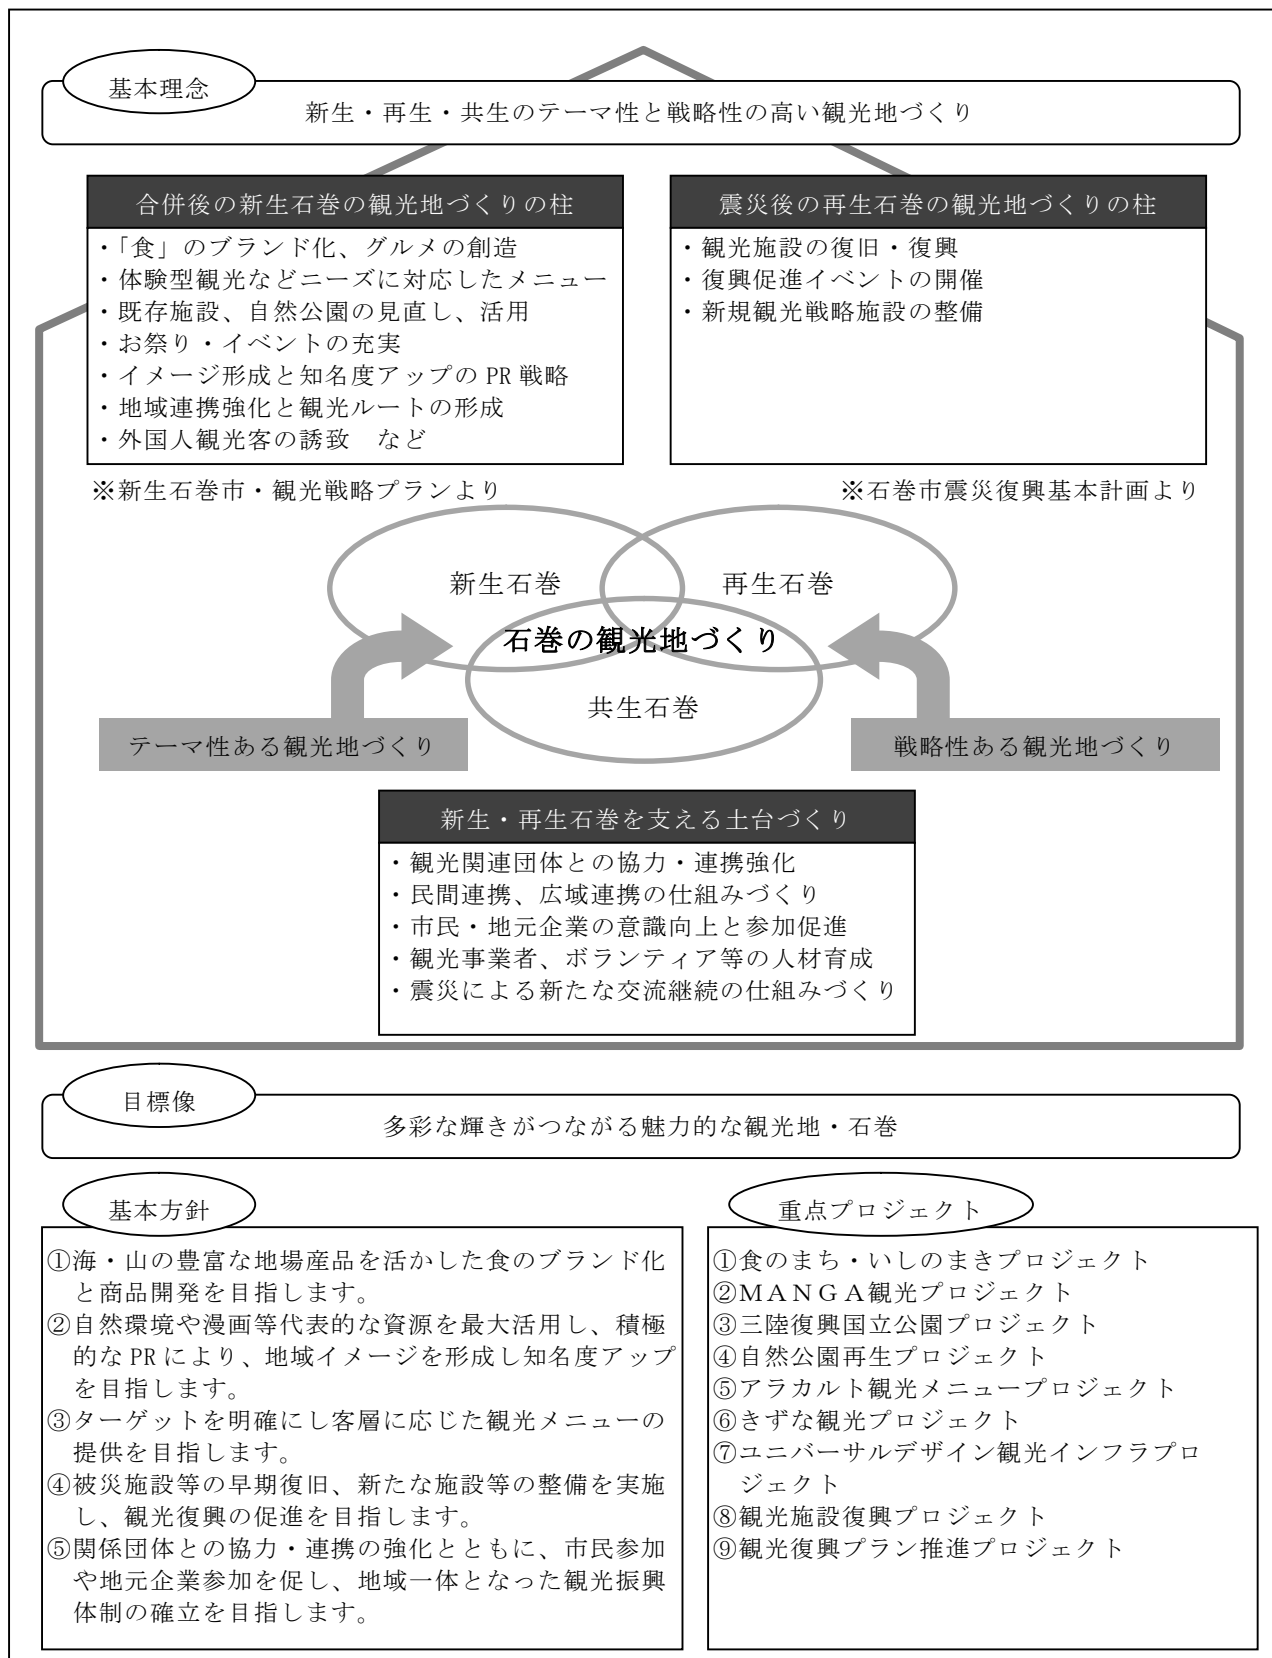 基本理念
新生・再生・共生のテーマ性と戦略性の高い観光地づくり
合併後の新生石巻の観光地づくりの柱
・「食」のブランド化、グルメの創造
・体験型観光などニーズに対応したメニュー
・既存施設、自然公園の見直し、活用
・お祭り・イベントの充実
・イメージ形成と知名度アップの PR 戦略
・地域連携強化と観光ルートの形成
・外国人観光客の誘致　など
※新生石巻市・観光戦略プランより
震災後の再生石巻の観光地づくりの柱
・観光施設の復旧・復興
・復興促進イベントの開催
・新規観光戦略施設の整備
※石巻市震災復興基本計画より
新生石巻
再生石巻
石巻の観光地づくり
共生石巻
テーマ性ある観光地づくり
戦略性ある観光地づくり
新生・再生石巻を支える土台づくり
・観光関連団体との協力・連携強化
・民間連携、広域連携の仕組みづくり
・市民・地元企業の意識向上と参加促進
・観光事業者、ボランティア等の人材育成
・震災による新たな交流継続の仕組みづくり
目標像
多彩な輝きがつながる魅力的な観光地・石巻
基本方針
①海・山の豊富な地場産品を活かした食のブランド化
と商品開発を目指します。
②自然環境や漫画等代表的な資源を最大活用し、積極
的な PR により、地域イメージを形成し知名度アップ
を目指します。
③ターゲットを明確にし客層に応じた観光メニューの
提供を目指します。
④被災施設等の早期復旧、新たな施設等の整備を実施
し、観光復興の促進を目指します。
⑤関係団体との協力・連携の強化とともに、市民参加
や地元企業参加を促し、地域一体となった観光振興
体制の確立を目指します。
重点プロジェクト
①食のまち・いしのまきプロジェクト
②ＭＡＮＧＡ観光プロジェクト
③三陸復興国立公園プロジェクト
④自然公園再生プロジェクト
⑤アラカルト観光メニュープロジェクト
⑥きずな観光プロジェクト
⑦ユニバーサルデザイン観光インフラプロ
ジェクト
⑧観光施設復興プロジェクト
⑨観光復興プラン推進プロジェクト